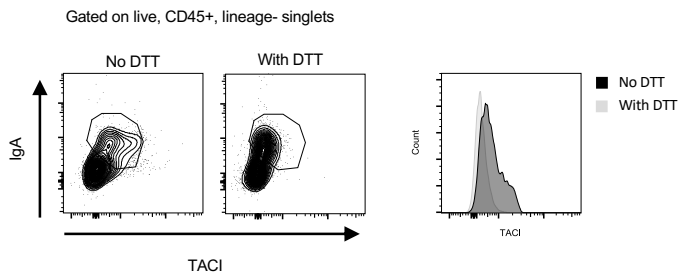 Gated on live, CD45+, lineage- singlets
No DTT
With DTT
IgA
TACI
Count
TACI
No DTT
With DTT